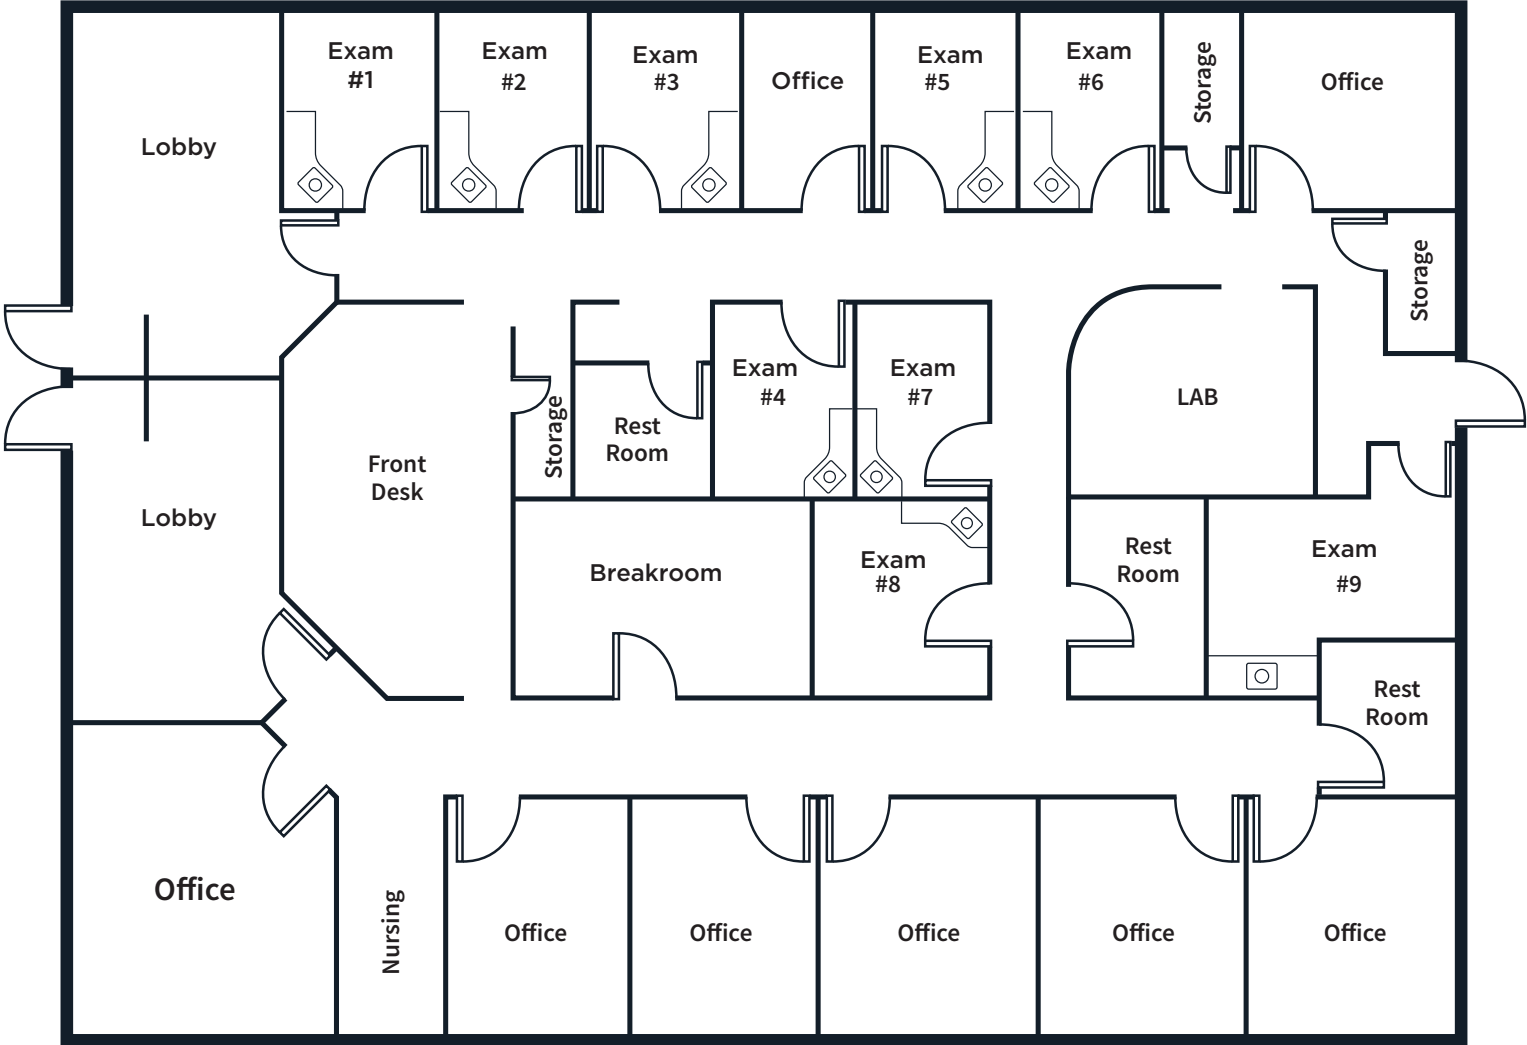 Exam
#1
Exam
#2
Exam
#3
Office
Exam
#5
Exam
#6
Storage
Office
Lobby
Storage
Exam
#4
Exam
#7
LAB
Storage
Rest
Room
Front
Desk
Lobby
Breakroom
Exam
#8
Rest
Room
Exam
#9
Rest
Room
Office
Nursing
Office
Office
Office
Office
Office